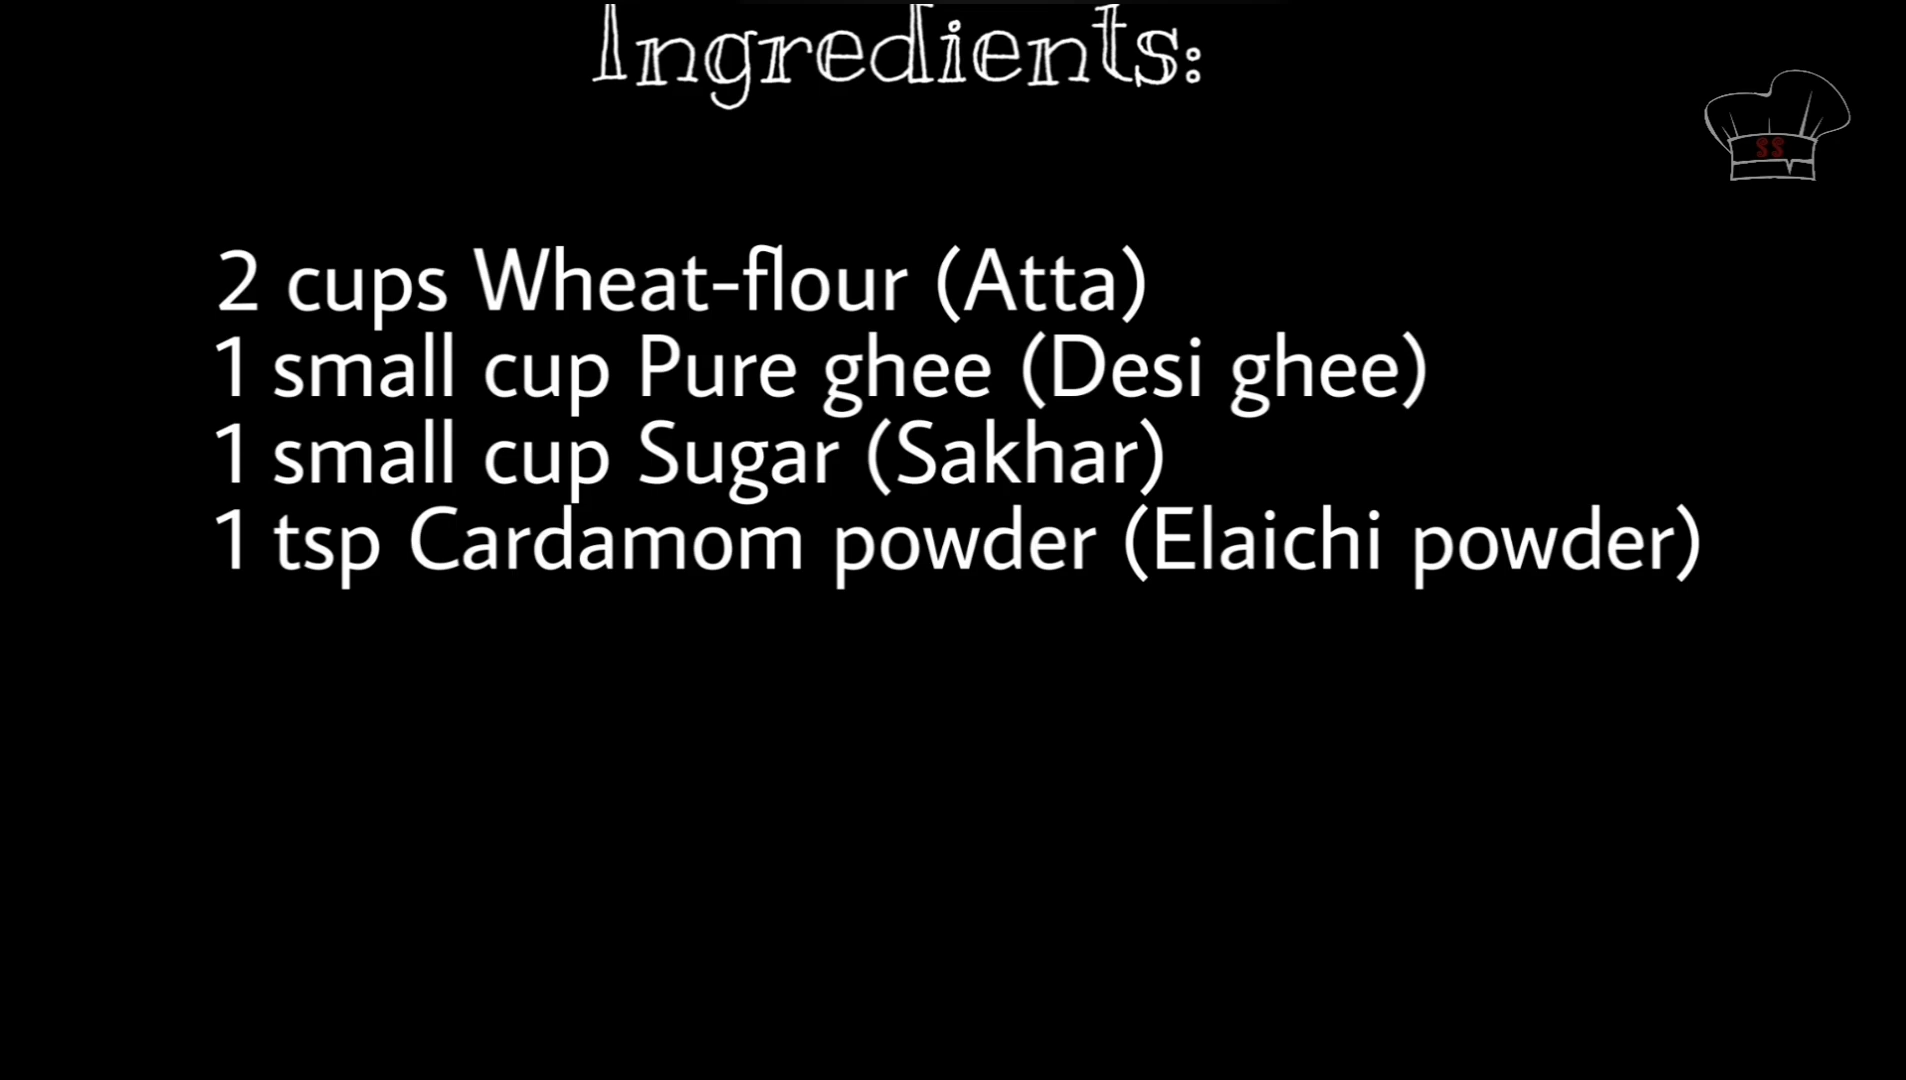 Ingredients:
SS
2 cups Wheat-flour (Atta)
1 small cup Pure ghee (Desi ghee)
1 small cup Sugar (Sakhar)
1 tsp Cardamom powder (Elaichi powder)